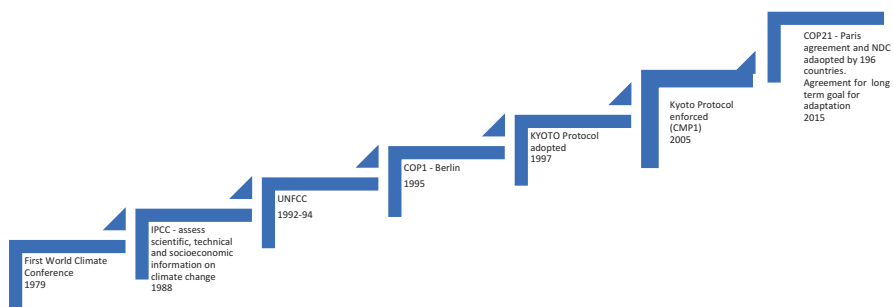 First World Climate
Conference
1979
IPCC - assess
scientific, technical
and socioeconomic
information on
climate change
1988
UNFCC
1992-94
COP1 - Berlin
1995
KYOTO Protocol
adopted
1997
Kyoto Protocol
enforced
(CMP1)
2005
COP21 - Paris
agreement and NDC
adaopted by 196
countries.
Agreement for long
term goal for
adaptation
2015